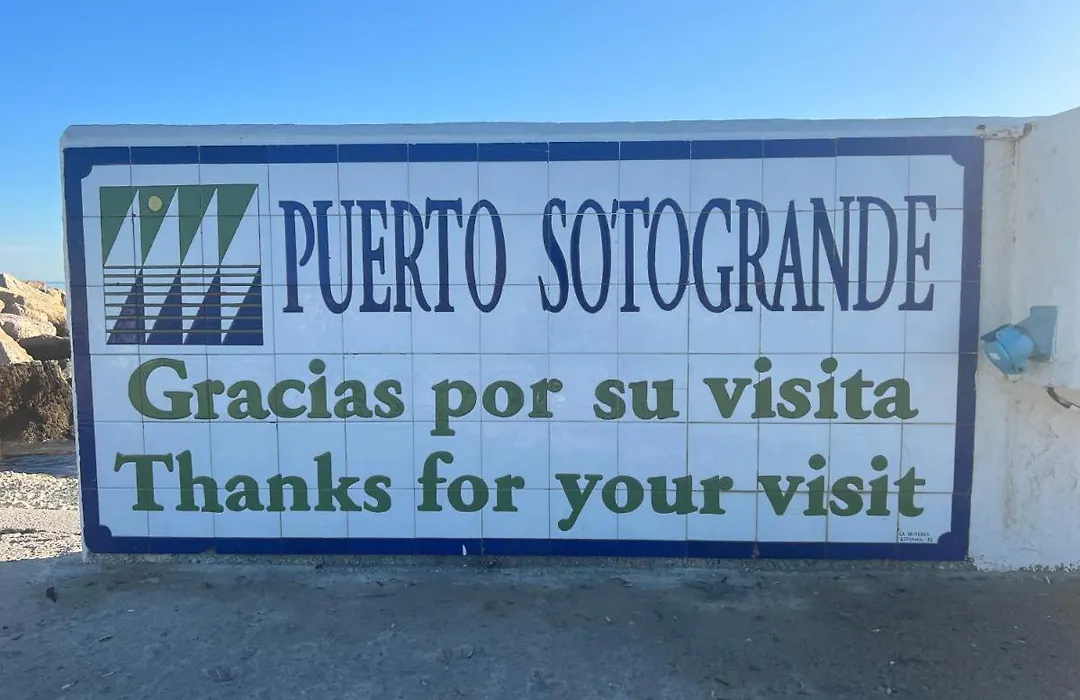 PUERTO SOTOGRANDE
Gracias por su visita
Thanks for your visit